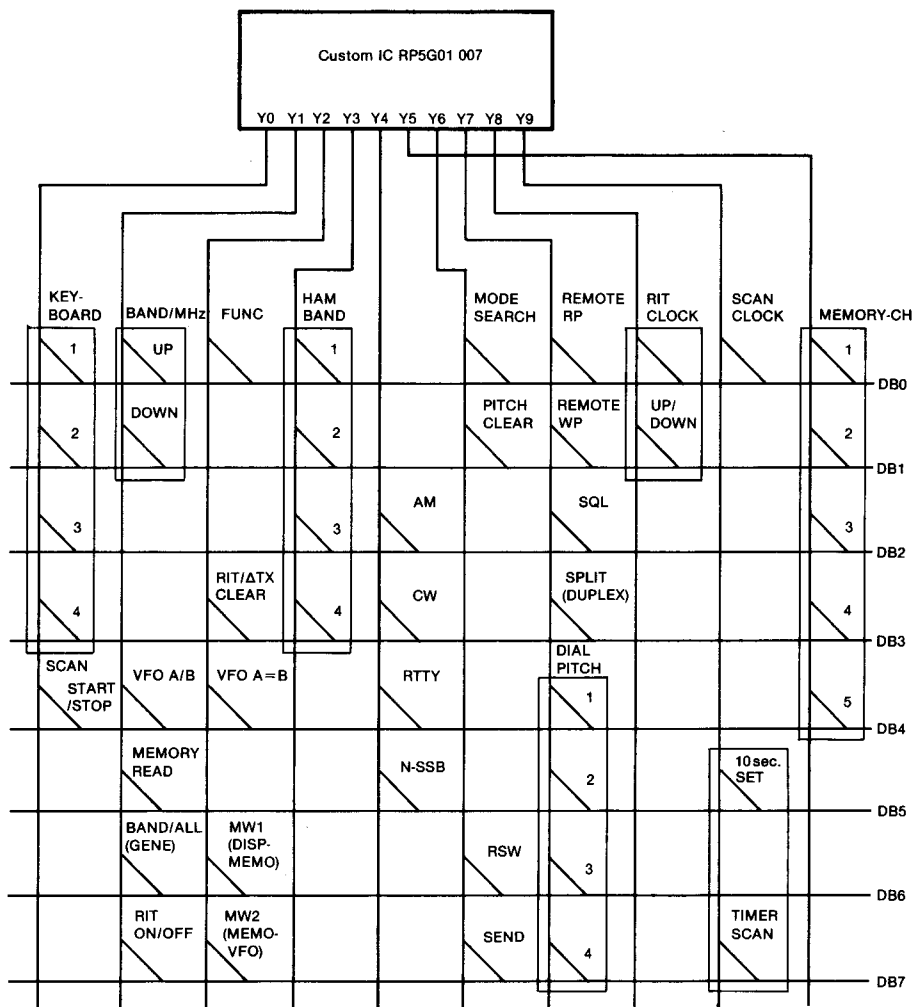 Custom IC RP5G01 007
Y0 Y1 Y2 Y3 Y4 Y5 Y6 Y7 Y8 Y9
KEY-
BOARD
BAND/MHz
FUNC
HAM
BAND
MODE
SEARCH
REMOTE
RP
RIT
CLOCK
SCAN
CLOCK
MEMORY-CH
1
UP
1
1
DB0
2
DOWN
2
PITCH
CLEAR
REMOTE
WP
UP/
DOWN
2
DB1
3
3
AM
SQL
3
DB2
4
RIT/ΔTX
CLEAR
4
CW
SPLIT
(DUPLEX)
4
DB3
SCAN
START
/STOP
VFO A/B
VFO A=B
RTTY
DIAL
PITCH
1
5
DB4
MEMORY
READ
N-SSB
2
10sec.
SET
DB5
BAND/ALL
(GENE)
MW1
(DISP-
MEMO)
RSW
3
DB6
RIT
ON/OFF
MW2
(MEMO-
VFO)
SEND
4
TIMER
SCAN
DB7